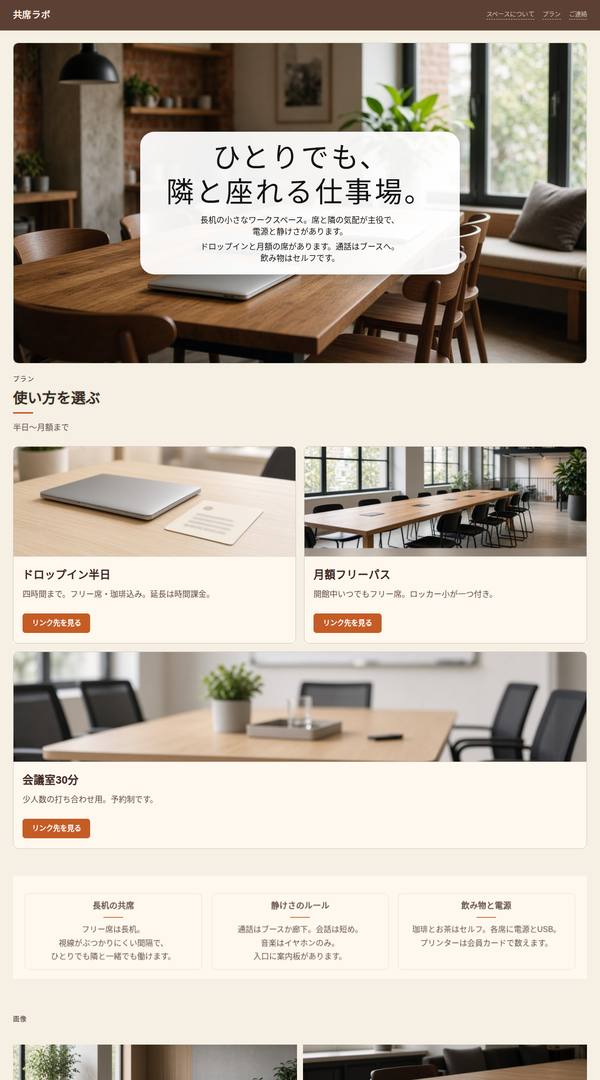 共席ラボ
スペースについて プラン ご連絡
ひとりでも、
隣と座れる仕事場。
長机の小さなワークスペース。席と隣の気配が主役で、
電源と静けさがあります。
ドロップインと月額の席があります。通話はブースへ。
飲み物はセルフです。
プラン
使い方を選ぶ
半日〜月額まで
ドロップイン半日
四時間まで。フリー席・珈琲込み。延長は時間課金。
リンク先を見る
月額フリーパス
開館中いつでもフリー席。ロッカー小が一つ付き。
リンク先を見る
会議室30分
少人数の打ち合わせ用。予約制です。
リンク先を見る
長机の共席
フリー席は長机。
視線がぶつかりにくい間隔で、
ひとりでも隣と一緒でも働けます。
静けさのルール
通話はブースか廊下。会話は短め。
音楽はイヤホンのみ。
入口に案内板があります。
飲み物と電源
珈琲とお茶はセルフ。各席に電源とUSB。
プリンターは会員カードで数えます。
画像